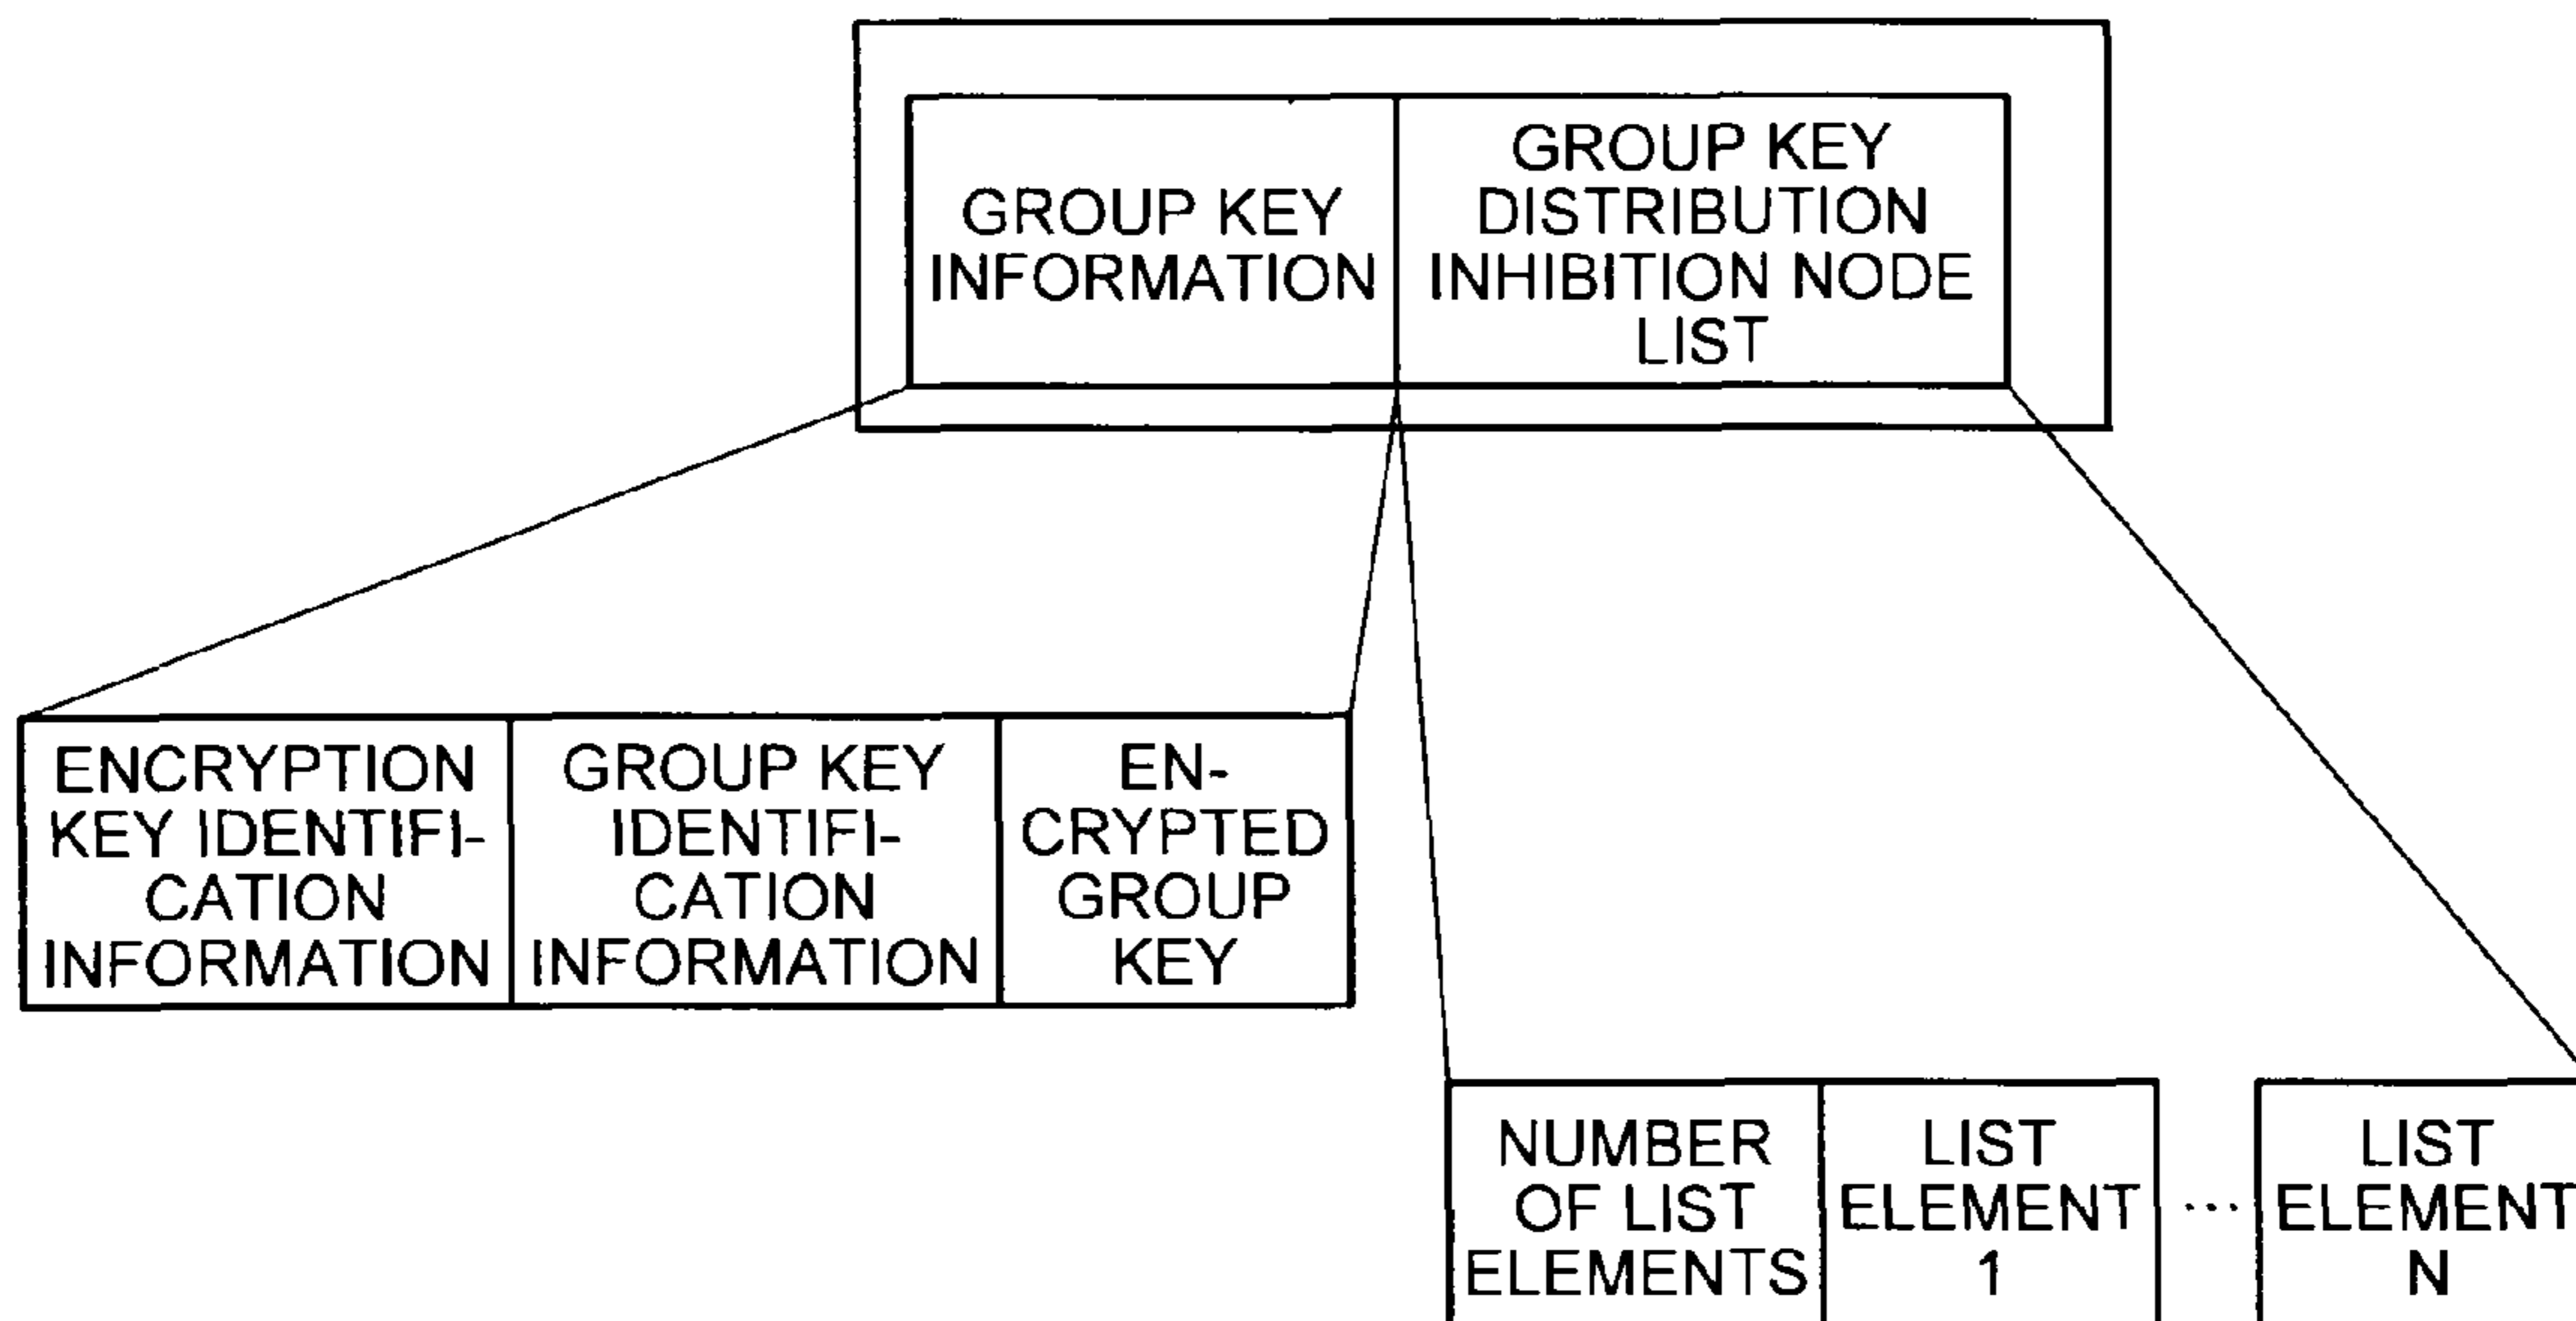 GROUP KEY
INFORMATION
GROUP KEY
DISTRIBUTION
INHIBITION NODE
LIST
ENCRYPTION
KEY IDENTIFI-
CATION
INFORMATION
GROUP KEY
IDENTIFI-
CATION
INFORMATION
EN-
CRYPTED
GROUP
KEY
NUMBER
OF LIST
ELEMENTS
LIST
ELEMENT
1
...
LIST
ELEMENT
N